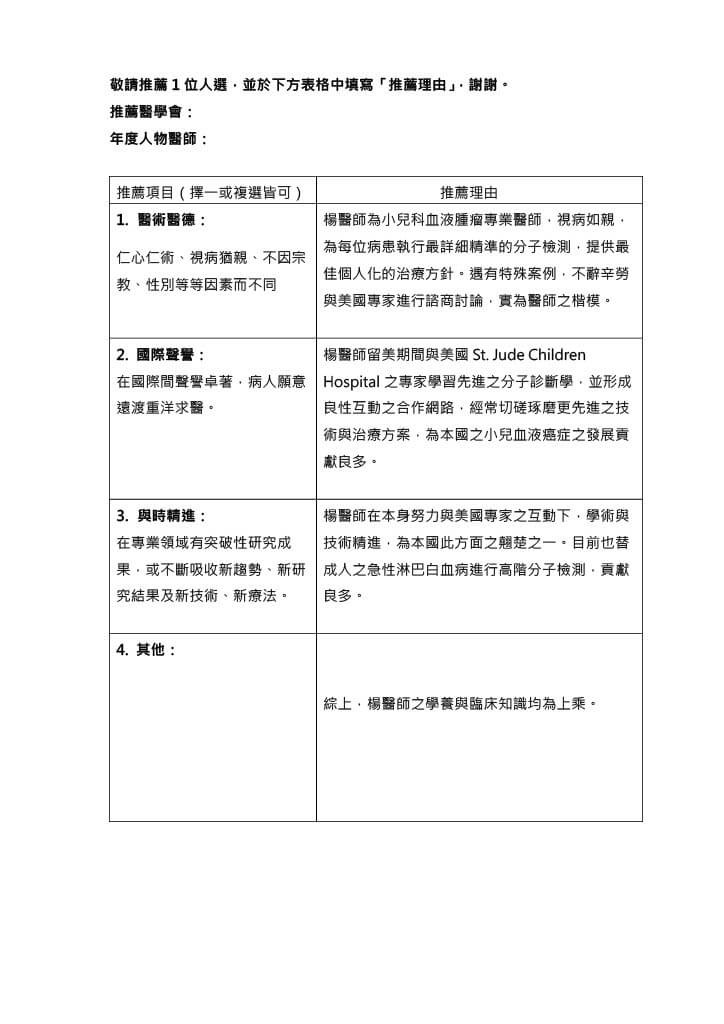 敬請推薦 1 位人選，並於下方表格中填寫「推薦理由」，謝謝。
推薦醫學會：
年度人物醫師：
推薦項目（擇一或複選皆可）
推薦理由
1. 醫術醫德：
仁心仁術、視病猶親、不因宗
教、性別等等因素而不同
楊醫師為小兒科血液腫瘤專業醫師，視病如親，
為每位病患執行最詳細精準的分子檢測，提供最
佳個人化的治療方針。遇有特殊案例，不辭辛勞
與美國專家進行諮商討論，實為醫師之楷模。
2. 國際聲譽：
在國際間聲譽卓著，病人願意
遠渡重洋求醫。
楊醫師留美期間與美國 St. Jude Children
Hospital 之專家學習先進之分子診斷學，並形成
良性互動之合作網路，經常切磋琢磨更先進之技
術與治療方案，為本國之小兒血液癌症之發展貢
獻良多。
3. 與時精進：
在專業領域有突破性研究成
果，或不斷吸收新趨勢、新研
究結果及新技術、新療法。
楊醫師在本身努力與美國專家之互動下，學術與
技術精進，為本國此方面之翹楚之一。目前也替
成人之急性淋巴白血病進行高階分子檢測，貢獻
良多。
4. 其他：
綜上，楊醫師之學養與臨床知識均為上乘。